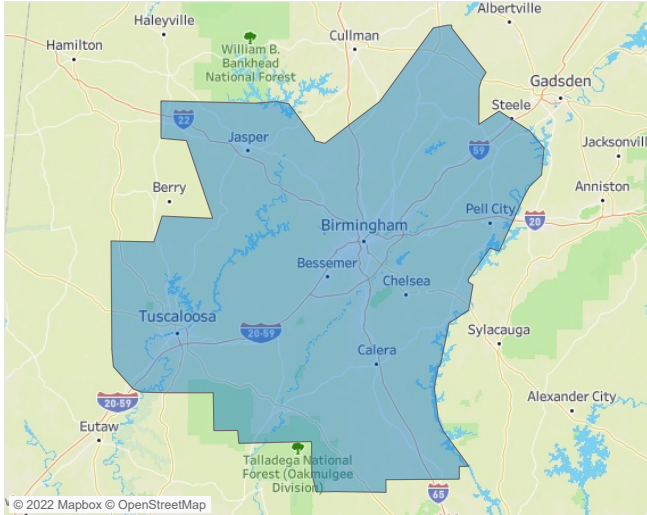 Haleyville
Albertville
Cullman
Hamilton
William B.
Bankhead
National Forest
Gadsden
Steele
22
Jasper
59
Jacksonville
Berry
Anniston
Pell City
20
Birmingham
Bessemer
Chelsea
Tuscaloosa
20-59
Sylacauga
Calera
20-59
Alexander City
Eutaw
Talladega National
Forest (Oakmulgee
Division)
65
© 2022 Mapbox © OpenStreetMap